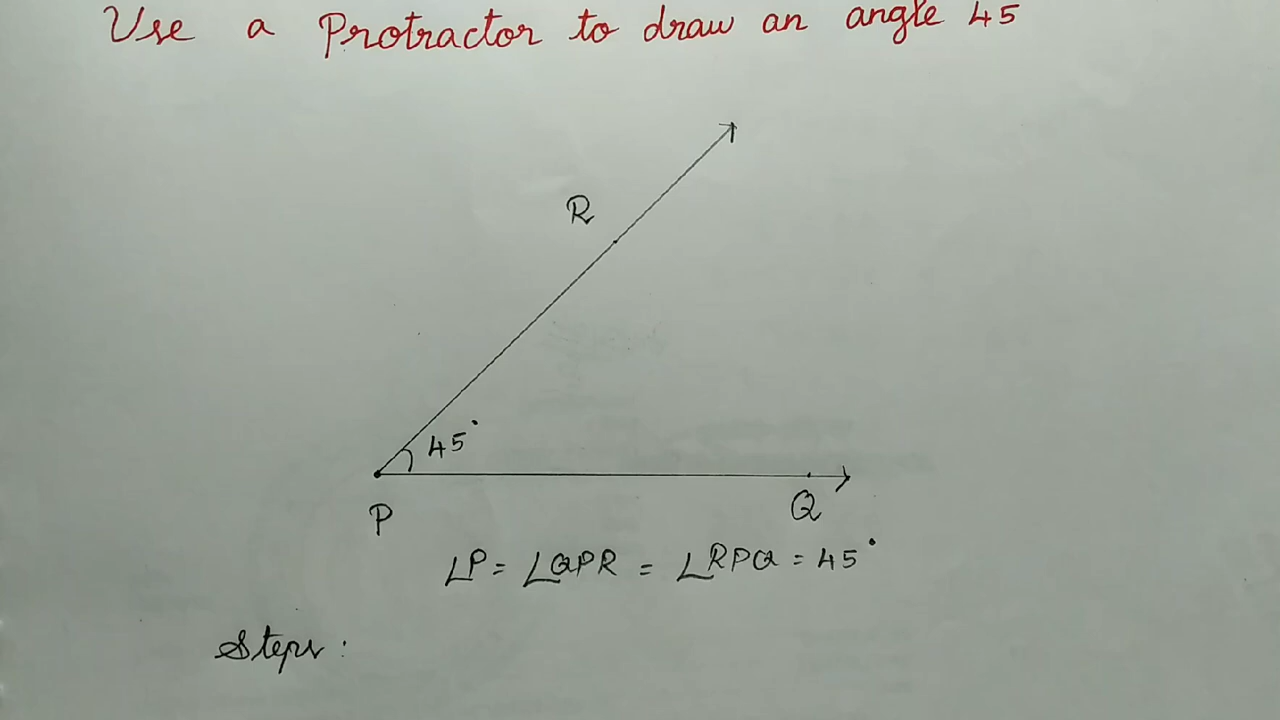 Use a Protractor to draw an angle 45
R
45°
P
Q
∠P = ∠QPR = ∠RPQ = 45°
Steps :